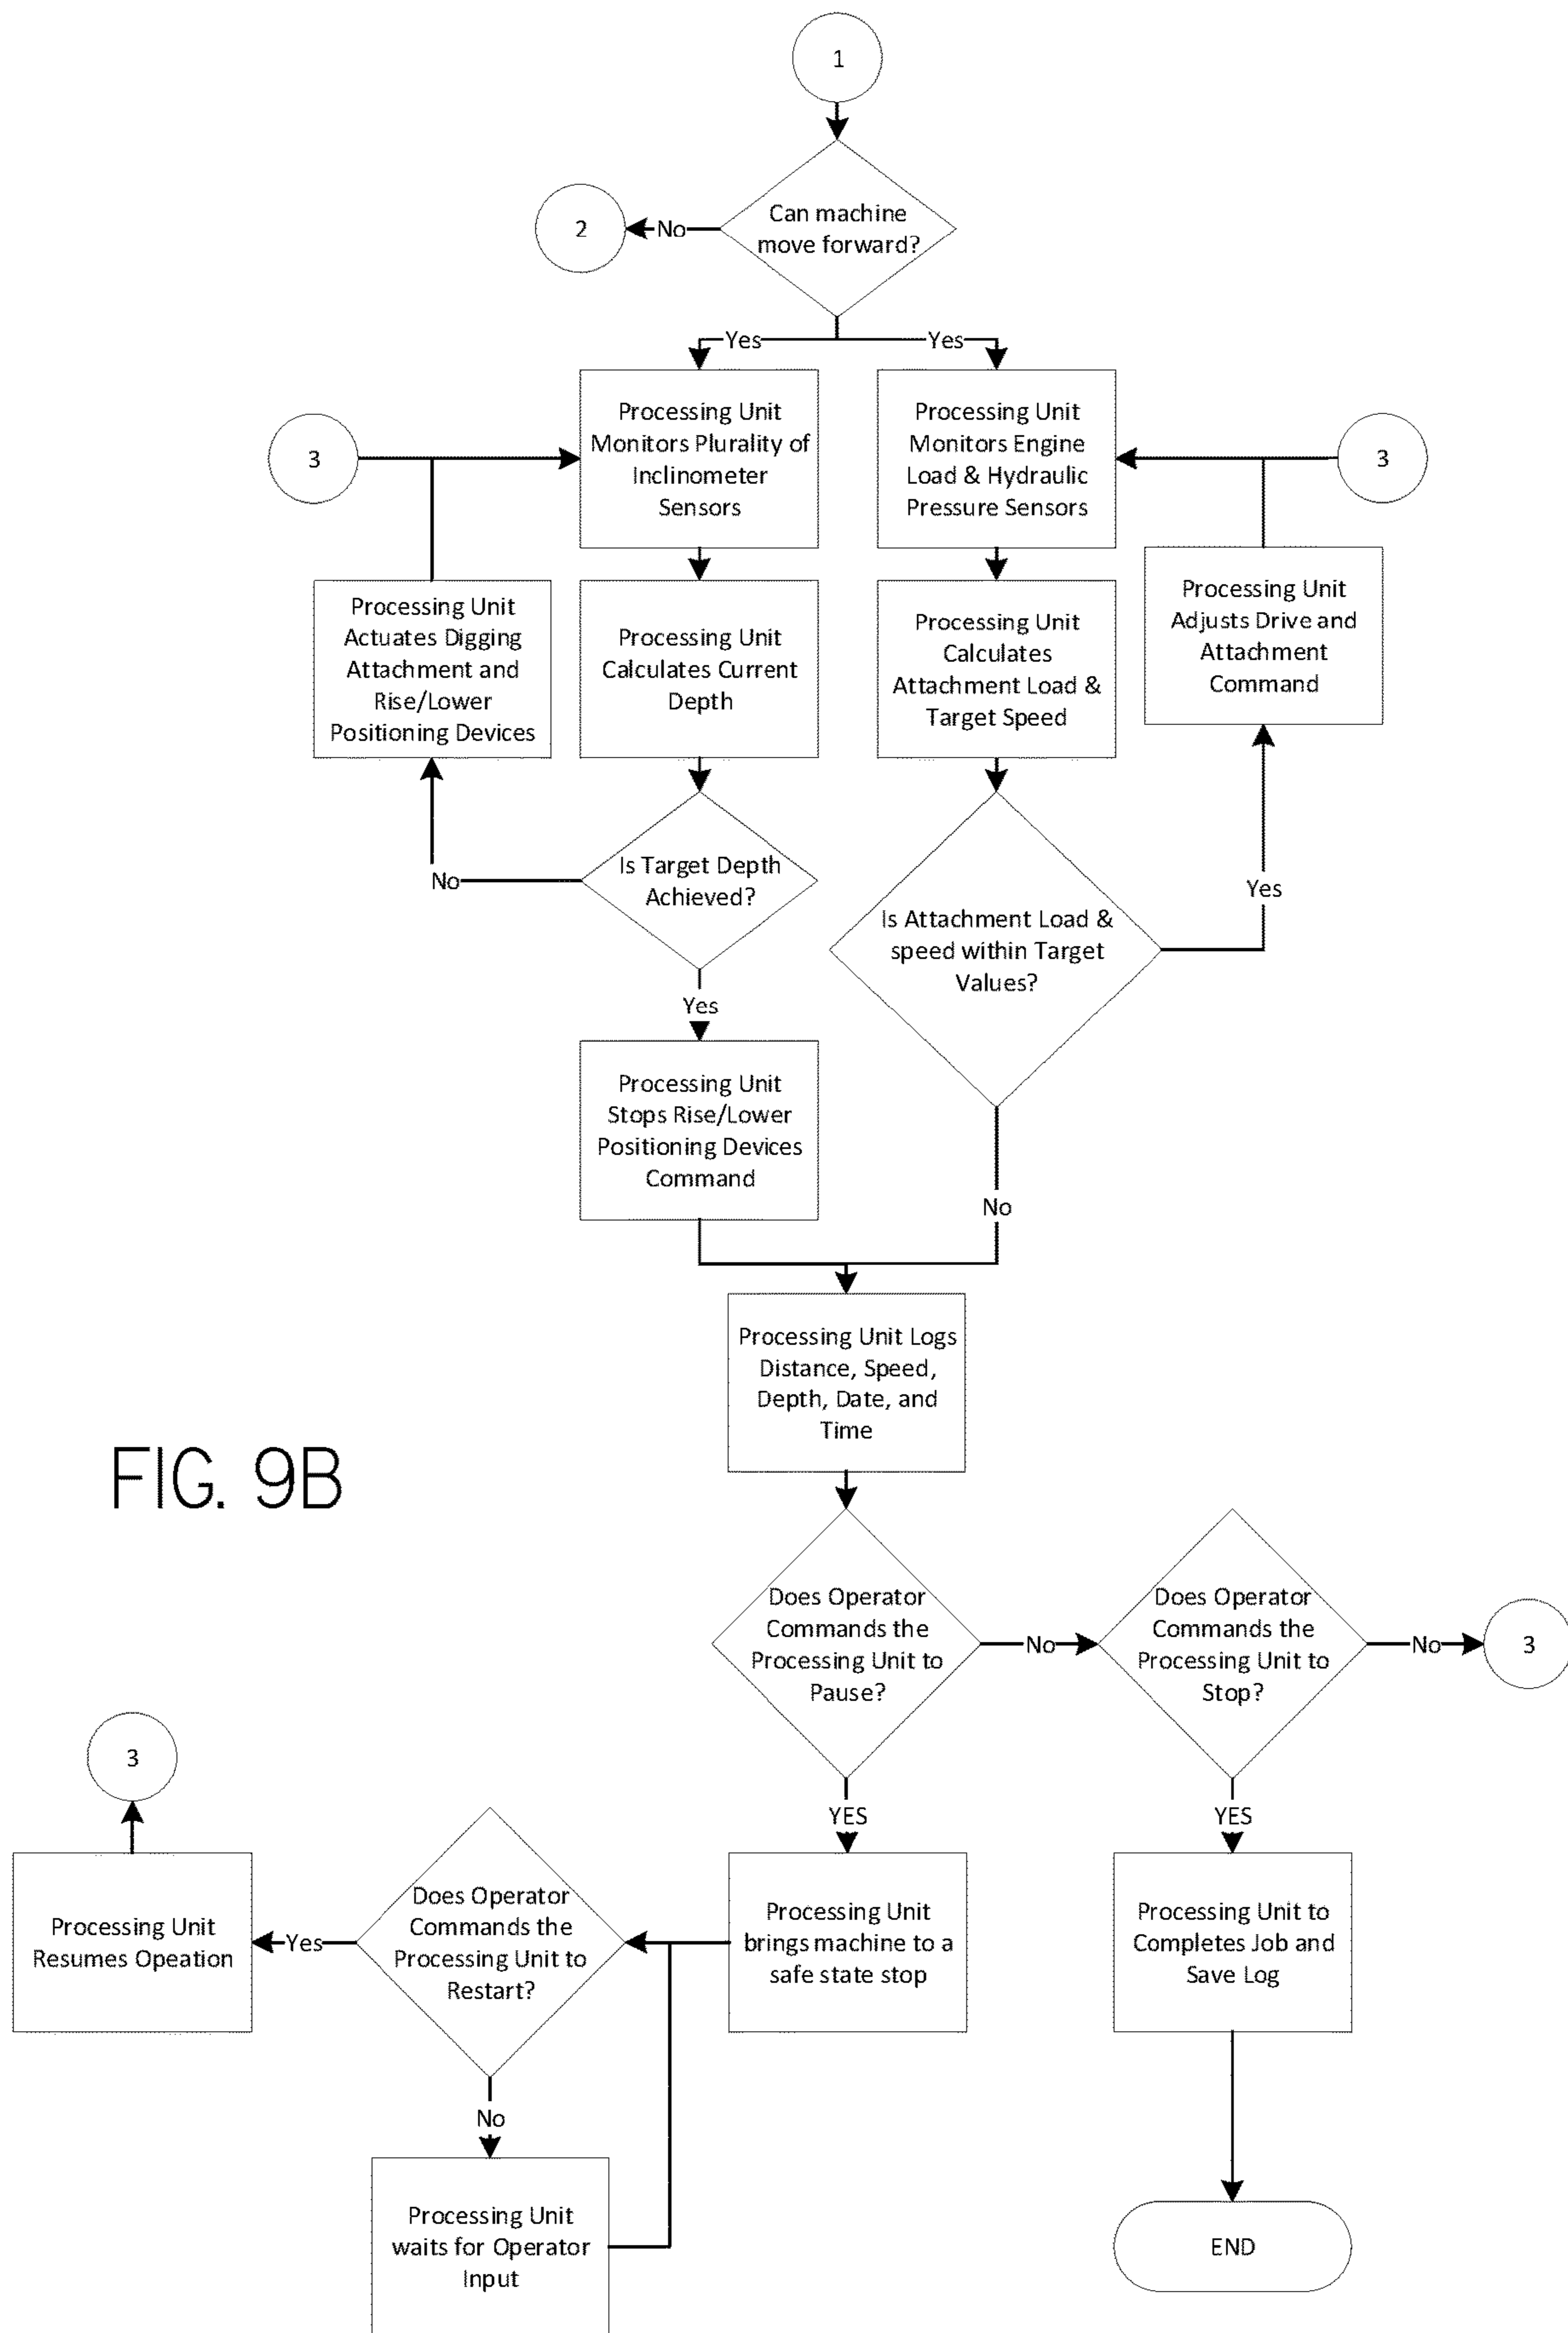 1
Can machine
move forward?
No
2
Yes
Yes
3
Processing Unit
Monitors Plurality of
Inclinometer
Sensors
Processing Unit
Monitors Engine
Load & Hydraulic
Pressure Sensors
3
Processing Unit
Actuates Digging
Attachment and
Rise/Lower
Positioning Devices
Processing Unit
Calculates Current
Depth
Processing Unit
Calculates
Attachment Load &
Target Speed
Processing Unit
Adjusts Drive and
Attachment
Command
No
Is Target Depth
Achieved?
Is Attachment Load &
speed within Target
Values?
Yes
Yes
Processing Unit
Stops Rise/Lower
Positioning Devices
Command
No
Processing Unit Logs
Distance, Speed,
Depth, Date, and
Time
FIG. 9B
Does Operator
Commands the
Processing Unit to
Pause?
No
Does Operator
Commands the
Processing Unit to
Stop?
No
3
YES
YES
3
Processing Unit
Resumes Opeation
Yes
Does Operator
Commands the
Processing Unit to
Restart?
Processing Unit
brings machine to a
safe state stop
Processing Unit to
Completes Job and
Save Log
No
Processing Unit
waits for Operator
Input
END